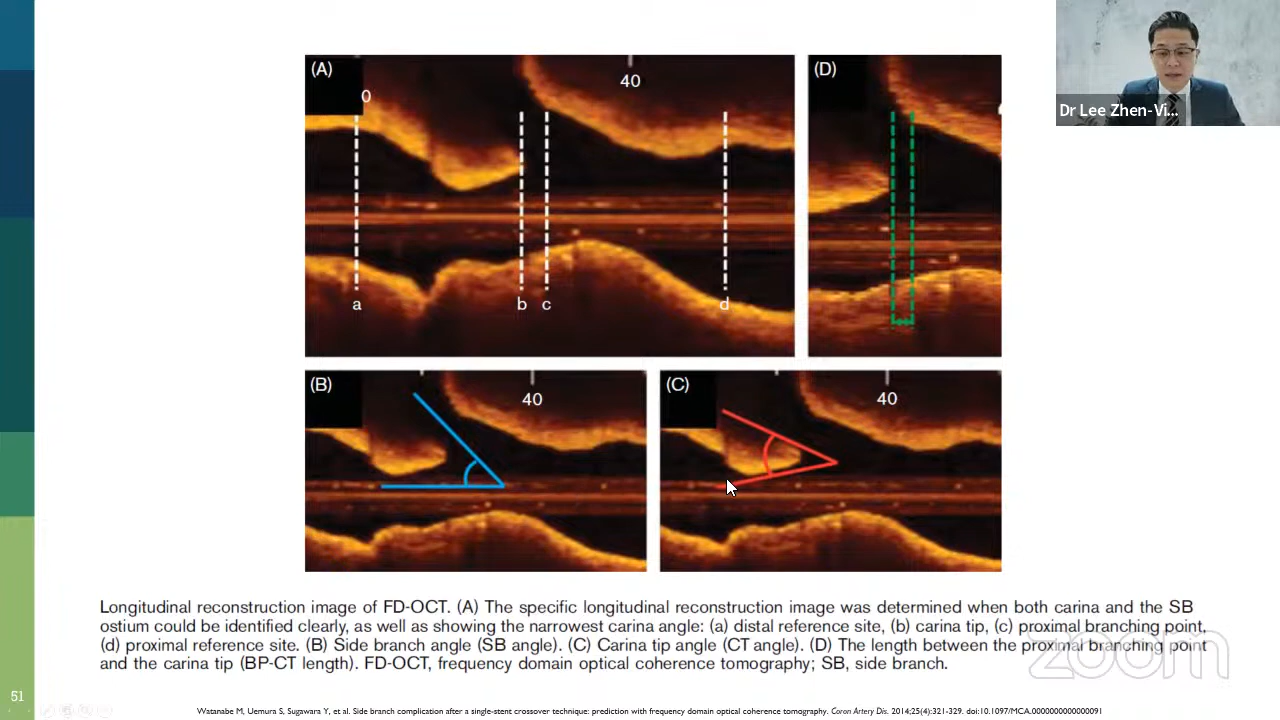 (A)
0
40
a
b
c
d
(D)
(B)
40
(C)
40
Dr Lee Zhen-Vi...
Longitudinal reconstruction image of FD-OCT. (A) The specific longitudinal reconstruction image was determined when both carina and the SB
ostium could be identified clearly, as well as showing the narrowest carina angle: (a) distal reference site, (b) carina tip, (c) proximal branching point,
(d) proximal reference site. (B) Side branch angle (SB angle). (C) Carina tip angle (CT angle). (D) The length between the proximal branching point
and the carina tip (BP-CT length). FD-OCT, frequency domain optical coherence tomography; SB, side branch.
zoom
51
Watanabe M, Uemura S, Sugawara Y, et al. Side branch complication after a single-stent crossover technique: prediction with frequency domain optical coherence tomography. Coron Artery Dis. 2014;25(4):321-329. doi:10.1097/MCA.0000000000000091